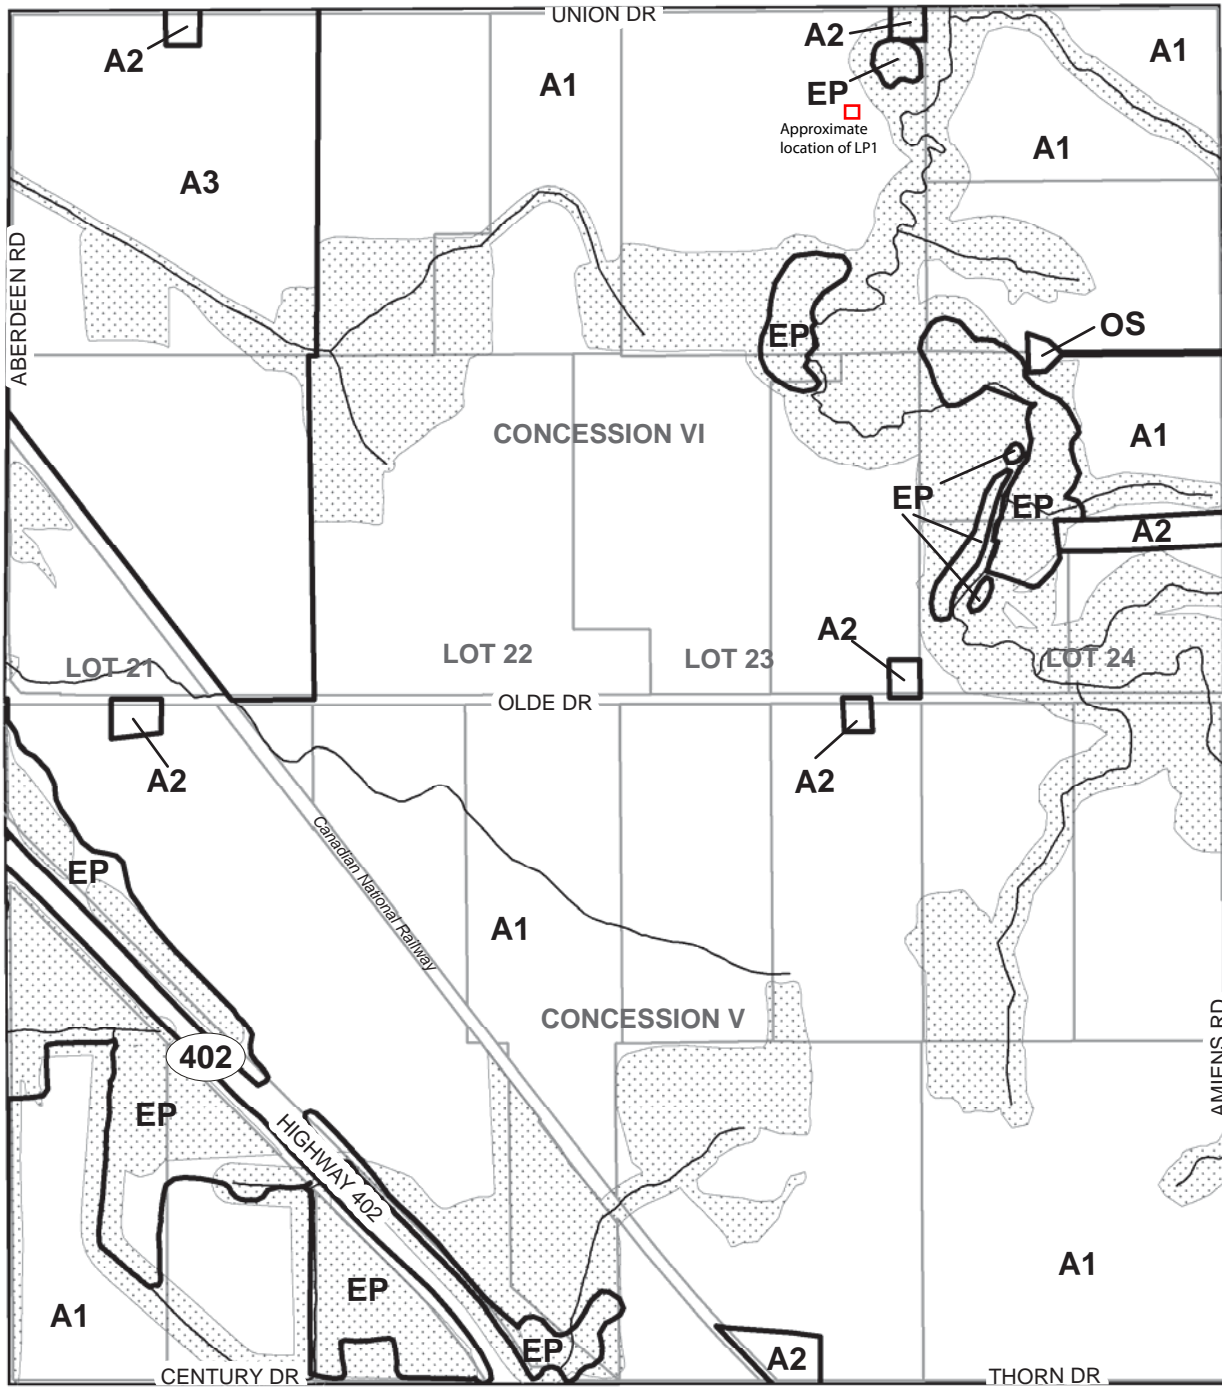 UNION DR
A2
A2
A1
A1
EP
Approximate
location of LP1
A1
A3
ABERDEEN RD
OS
EP
CONCESSION VI
A1
EP
EP
A2
A2
LOT 21
LOT 22
LOT 23
LOT 24
OLDE DR
A2
A2
Canadian National Railway
EP
A1
CONCESSION V
402
AMIENS RD
EP
HIGHWAY 402
A1
EP
A1
EP
A2
CENTURY DR
THORN DR